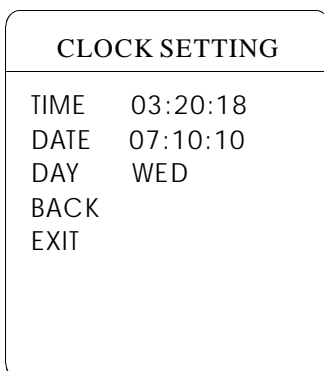 CLOCK SETTING
TIME 03:20:18
DATE 07:10:10
DAY WED
BACK
EXIT